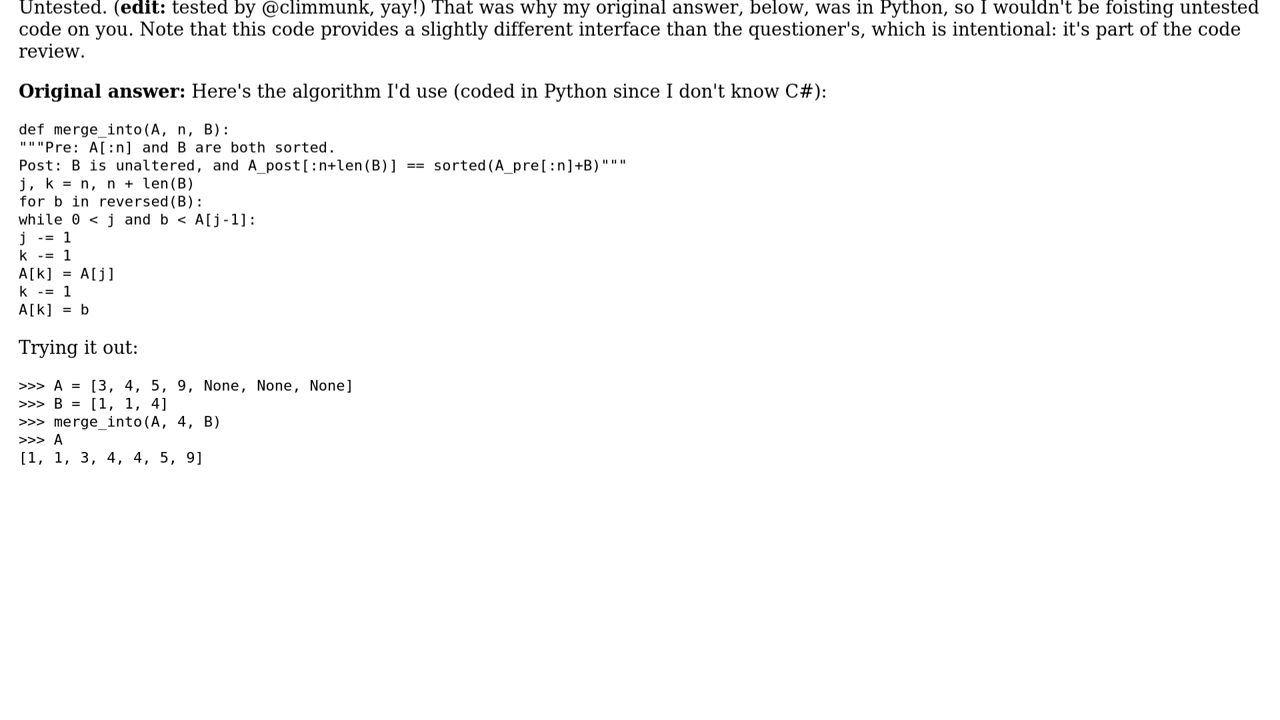 Untested. (edit: tested by @climmunk, yay!) That was why my original answer, below, was in Python, so I wouldn't be foisting untested
code on you. Note that this code provides a slightly different interface than the questioner's, which is intentional: it's part of the code
review.
Original answer: Here's the algorithm I'd use (coded in Python since I don't know C#):
def merge_into(A, n, B):
"""Pre: A[:n] and B are both sorted.
Post: B is unaltered, and A_post[:n+len(B)] == sorted(A_pre[:n]+B)"""
j, k = n, n + len(B)
for b in reversed(B):
while 0 < j and b < A[j-1]:
j -= 1
k -= 1
A[k] = A[j]
k -= 1
A[k] = b
Trying it out:
>>> A = [3, 4, 5, 9, None, None, None]
>>> B = [1, 1, 4]
>>> merge_into(A, 4, B)
>>> A
[1, 1, 3, 4, 4, 5, 9]